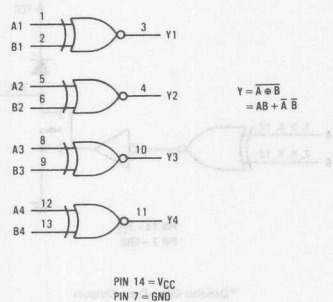 A1 1
B1 2
3 Y1
A2 5
B2 6
4 Y2
Y = A ⊕ B
= AB + A̅ B̅
A3 8
B3 9
10 Y3
A4 12
B4 13
11 Y4
PIN 14 = VCC
PIN 7 = GND